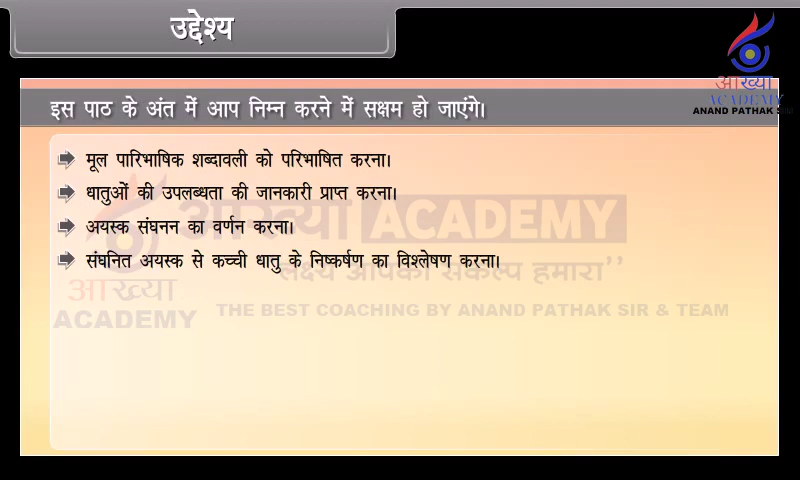 उद्देश्य
आख्या
ACADEMY
ANAND PATHAK SIR
इस पाठ के अंत में आप निम्न करने में सक्षम हो जाएंगे।
मूल पारिभाषिक शब्दावली को परिभाषित करना।
धातुओं की उपलब्धता की जानकारी प्राप्त करना।
अयस्क संघनन का वर्णन करना।
संघनित अयस्क से कच्ची धातु के निष्कर्षण का विश्लेषण करना।
आख्या ACADEMY
लक्ष्य आपका संकल्प हमारा’’
आख्या
ACADEMY
THE BEST COACHING BY ANAND PATHAK SIR & TEAM